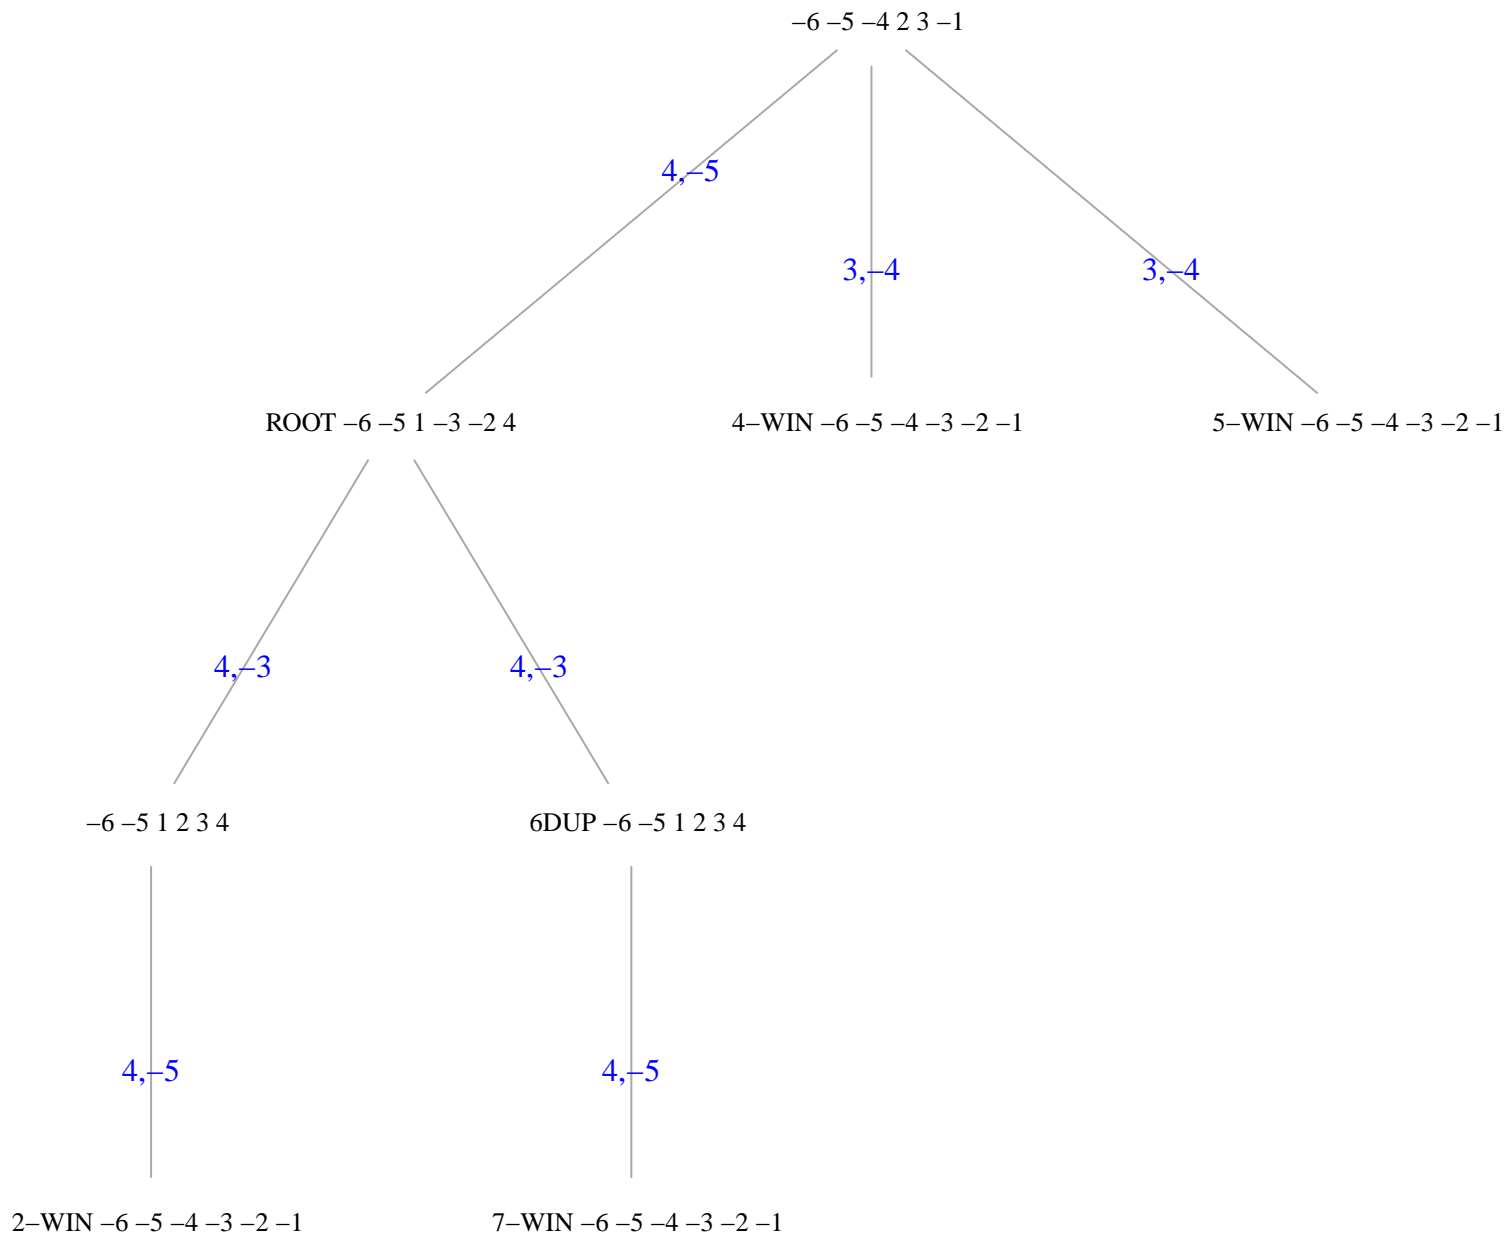 –6 –5 –4 2 3 –1
4,–5
3,–4
3,–4
ROOT –6 –5 1 –3 –2 4
4–WIN –6 –5 –4 –3 –2 –1
5–WIN –6 –5 –4 –3 –2 –1
4,–3
4,–3
–6 –5 1 2 3 4
6DUP –6 –5 1 2 3 4
4,–5
4,–5
2–WIN –6 –5 –4 –3 –2 –1
7–WIN –6 –5 –4 –3 –2 –1